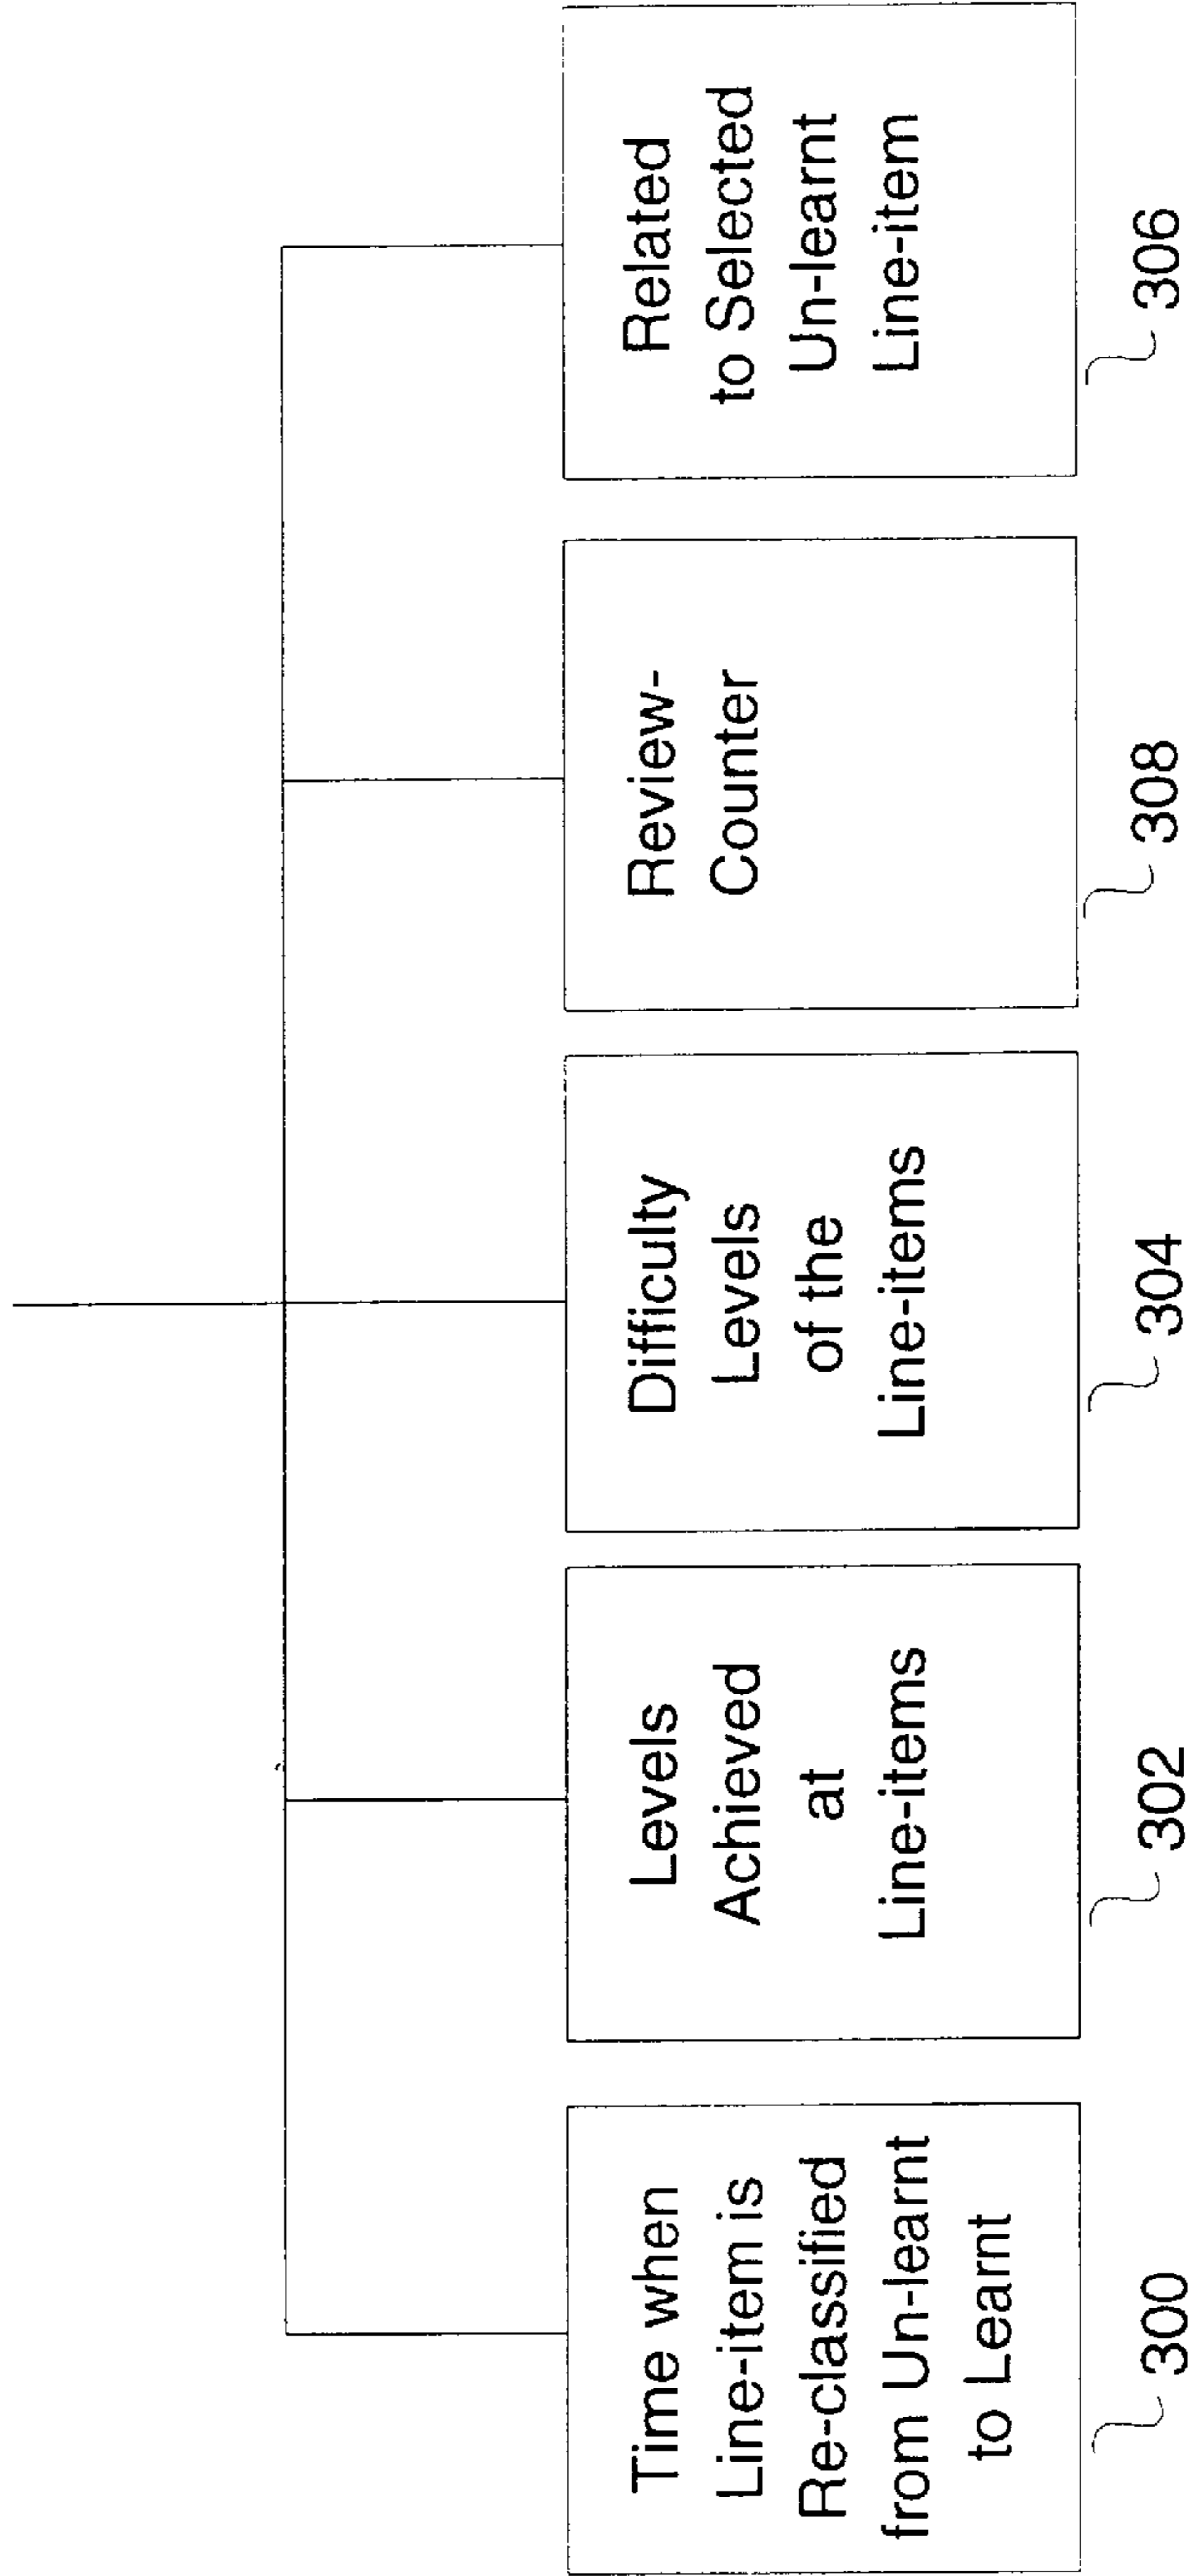 Time when
Line-item is
Re-classified
from Un-learnt
to Learnt
300
Levels
Achieved
at
Line-items
302
Difficulty
Levels
of the
Line-items
304
Review-
Counter
308
Related
to Selected
Un-learnt
Line-item
306